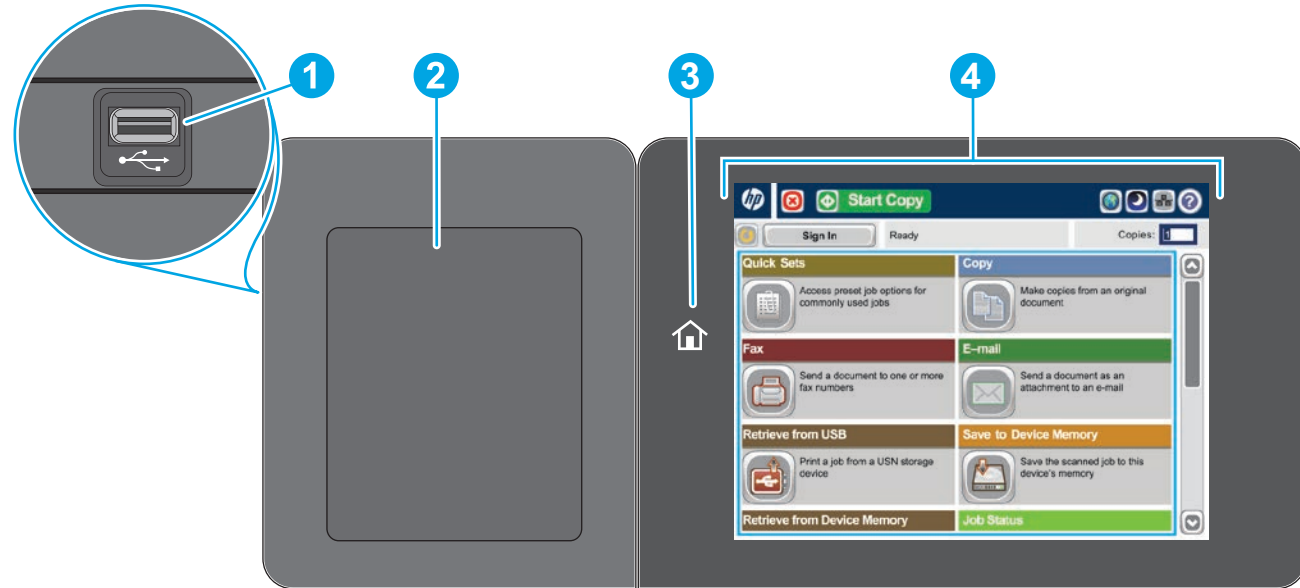 1
2
3
4
hp
Start Copy
?
Sign In
Ready
Copies: 1
Quick Sets
Copy
Access preset job options for
commonly used jobs
Make copies from an original
document
Fax
E-mail
Send a document to one or more
fax numbers
Send a document as an
attachment to an e-mail
Retrieve from USB
Save to Device Memory
Print a job from a USN storage
device
Save the scanned job to this
device's memory
Retrieve from Device Memory
Job Status